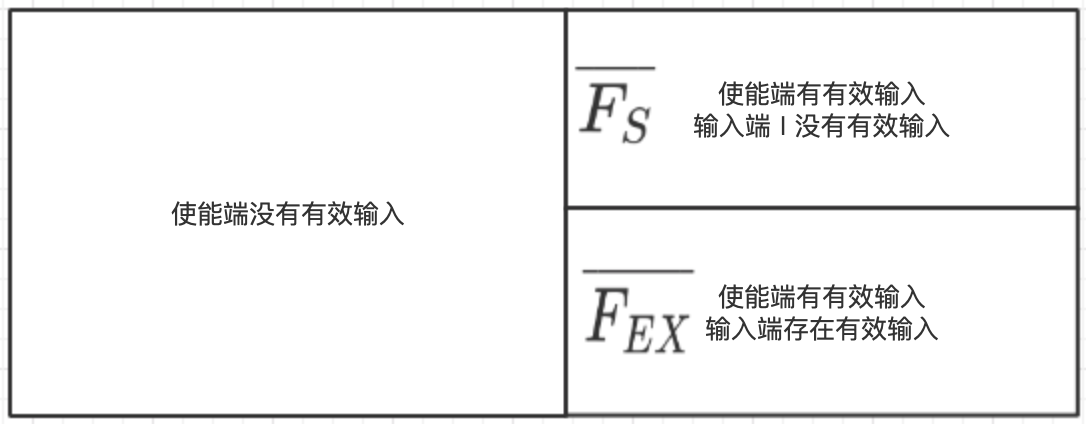 使能端没有有效输入
$\overline{F_S}$
使能端有有效输入
输入端 I 没有有效输入
$\overline{F_{EX}}$
使能端有有效输入
输入端存在有效输入